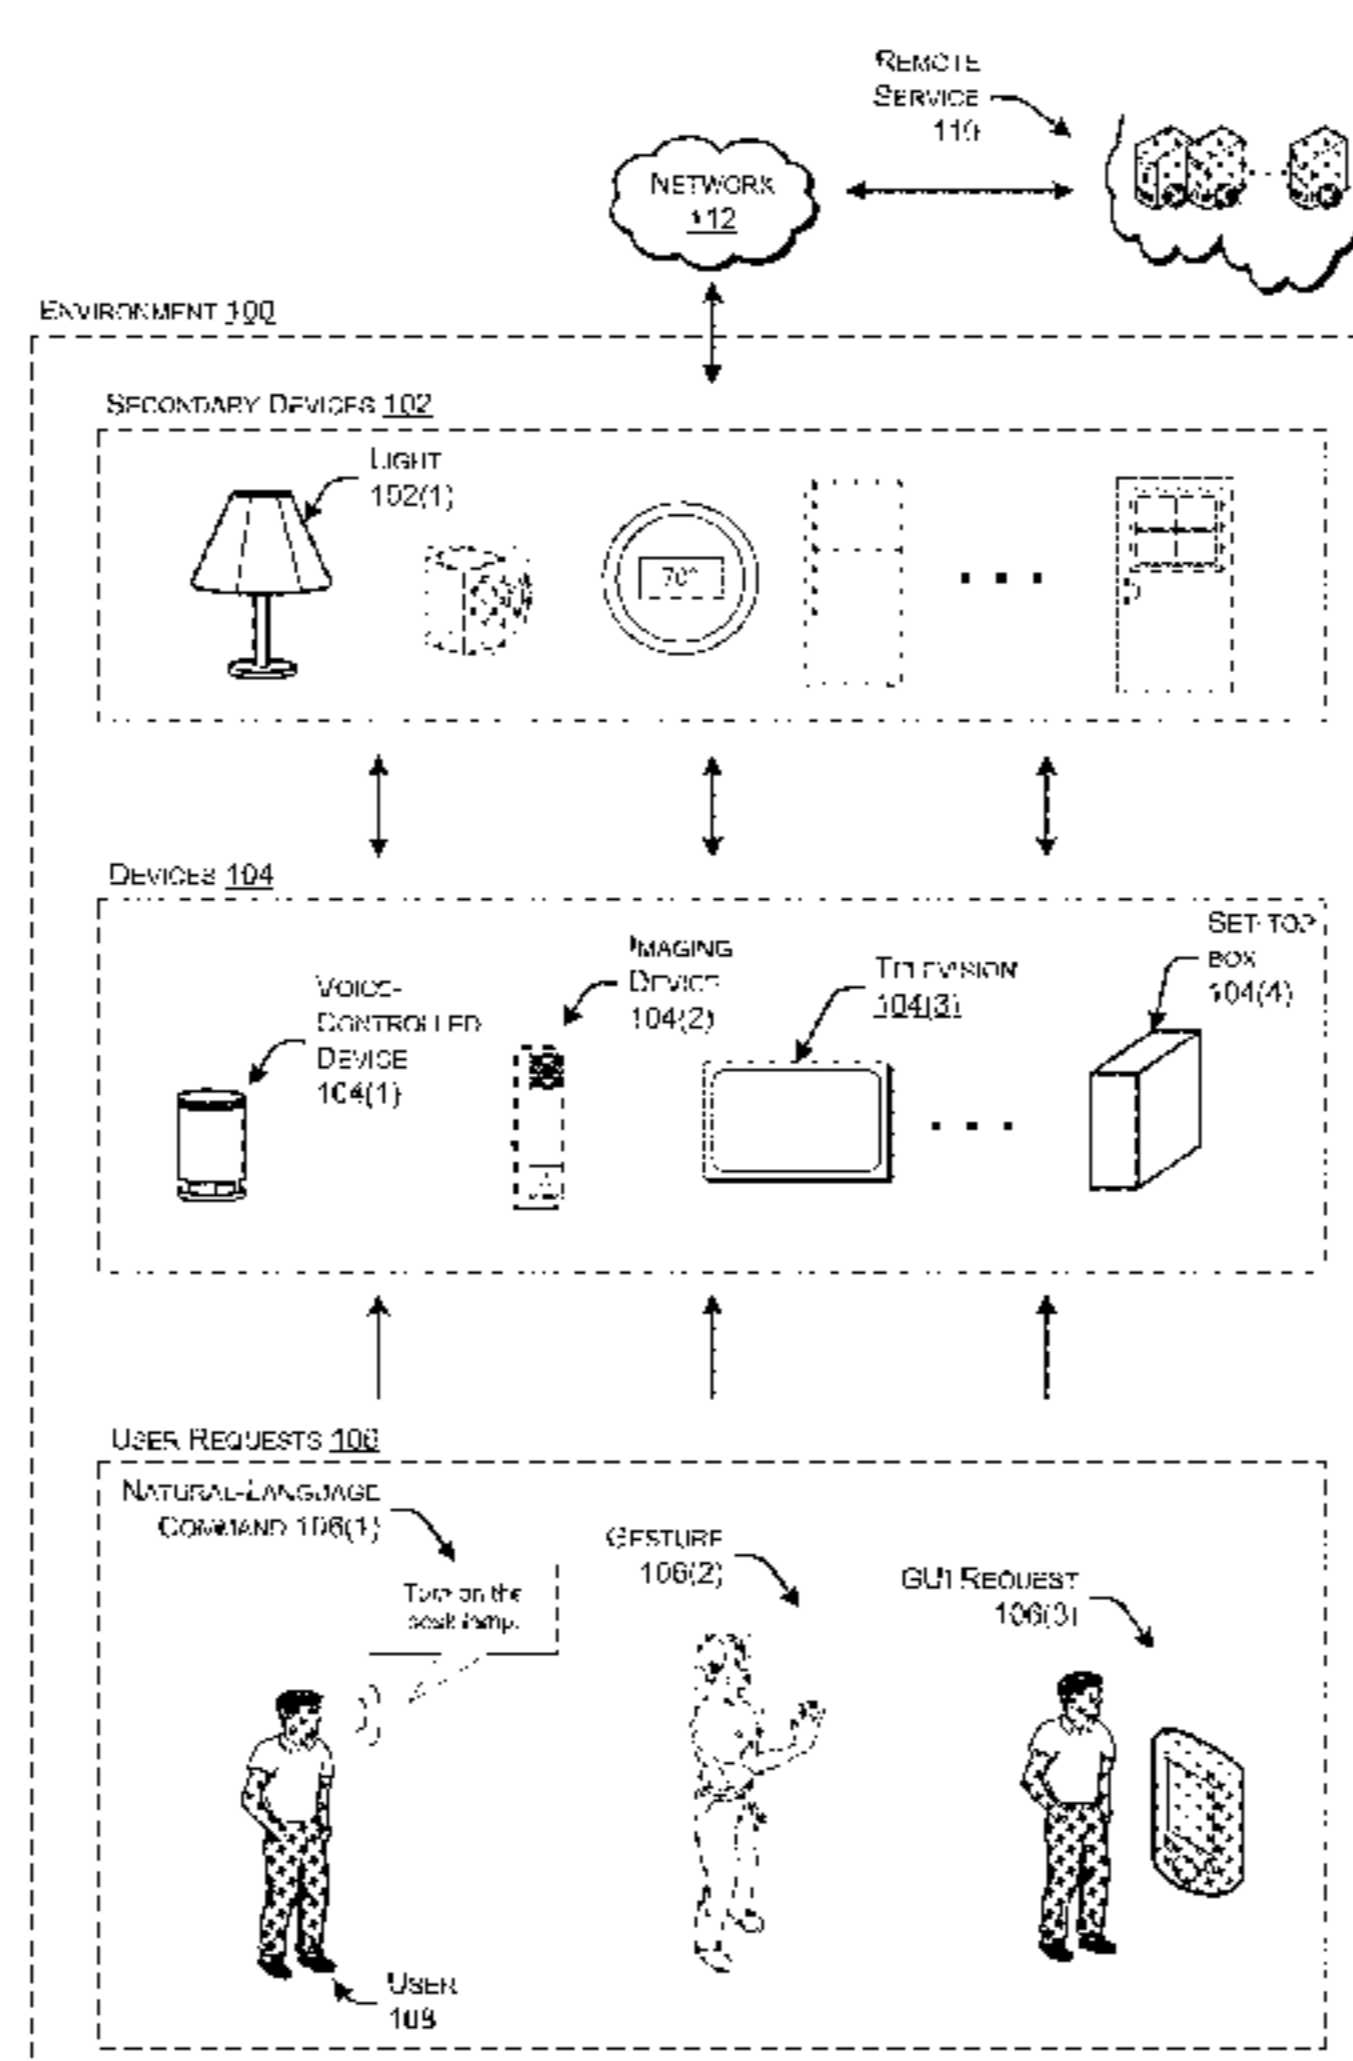 REMOTE
SERVICE
110
NETWORK
112
ENVIRONMENT 100
SECONDARY DEVICES 102
LIGHT
102(1)
70°
DEVICES 104
SET-TOP
BOX
104(4)
IMAGING
DEVICE
104(2)
TELEVISION
104(3)
VOICE-
CONTROLLED
DEVICE
104(1)
USER REQUESTS 106
NATURAL-LANGUAGE
COMMAND 106(1)
GESTURE
106(2)
GUI REQUEST
106(3)
Turn on the
desk lamp.
USER
108